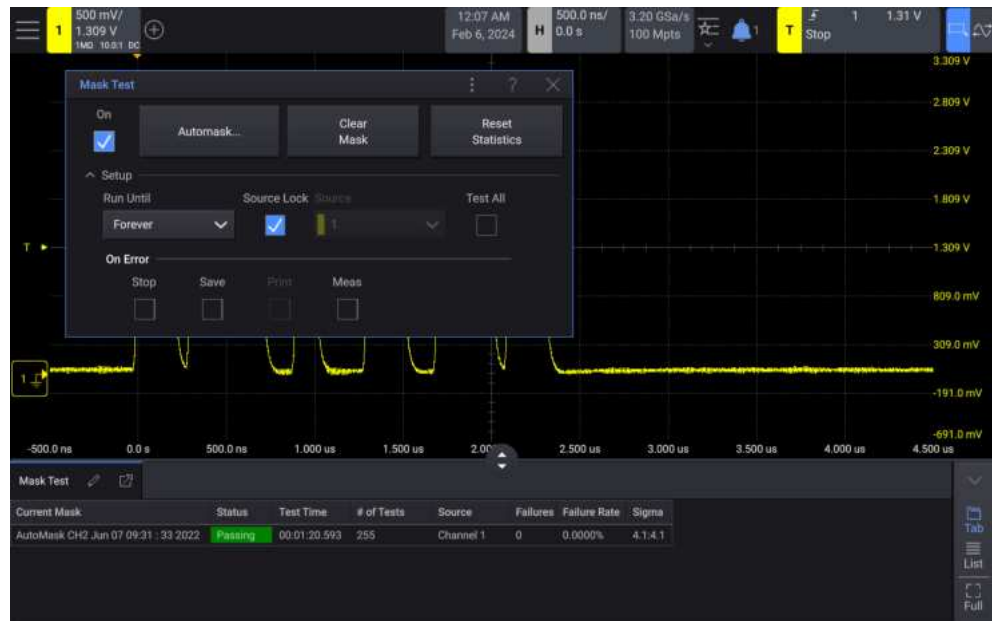 500 mV/
1 1.309 V
1MΩ 10.0:1 DC
12:07 AM
Feb 6, 2024
H
500.0 ns/
0.0 s
3.20 GSa/s
100 Mpts
1
T
Stop
1
1.31 V
3.309 V
Mask Test ?
2.809 V
On
Automask...
Clear
Mask
Reset
Statistics
2.309 V
Setup
Run Until
Source Lock
Source
Test All
1.809 V
Forever
1
T
1.309 V
On Error
Stop
Save
Print
Meas
809.0 mV
309.0 mV
1
-191.0 mV
-691.0 mV
-500.0 ns 0.0 s 500.0 ns 1.000 us 1.500 us 2.00 2.500 us 3.000 us 3.500 us 4.000 us 4.500 us
Mask Test
Current Mask Status Test Time # of Tests Source Failures Failure Rate Sigma
AutoMask CH2 Jun 07 09:31 : 33 2022 Passing 00:01:20.593 255 Channel 1 0 0.0000% 4.1:4.1
Tab
List
Full